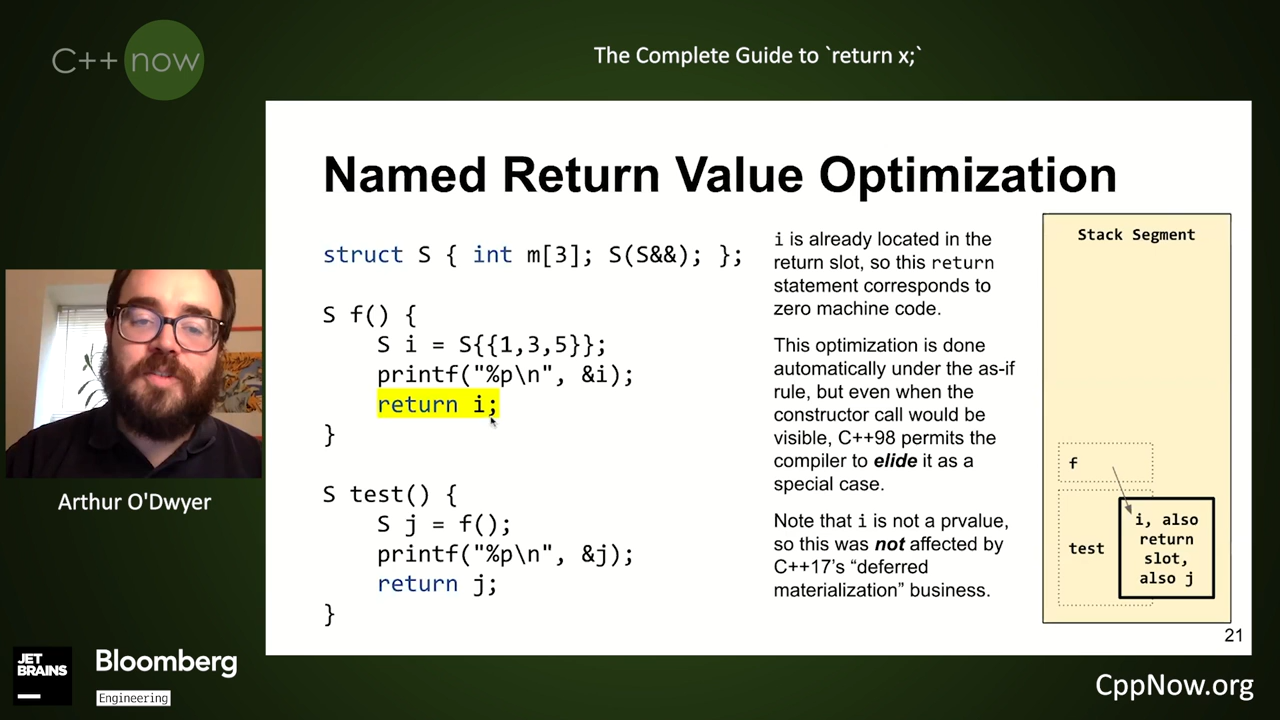 C++ now
The Complete Guide to `return x;`
Named Return Value Optimization
struct S { int m[3]; S(S&&); };
S f() {
S i = S{{1,3,5}};
printf("%p\n", &i);
return i;
}
S test() {
S j = f();
printf("%p\n", &j);
return j;
}
i is already located in the
return slot, so this return
statement corresponds to
zero machine code.
This optimization is done
automatically under the as-if
rule, but even when the
constructor call would be
visible, C++98 permits the
compiler to elide it as a
special case.
Note that i is not a prvalue,
so this was not affected by
C++17's “deferred
materialization” business.
Stack Segment
f
test
i, also
return
slot,
also j
21
Arthur O'Dwyer
JET
BRAINS
Bloomberg
Engineering
CppNow.org